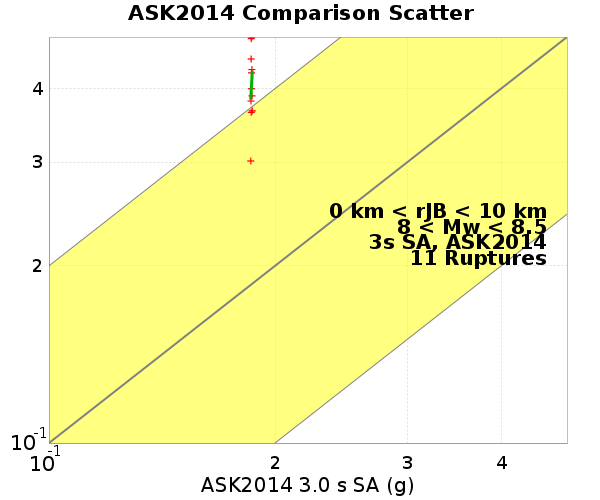 ASK2014 Comparison Scatter
4
3
0 km < rJB < 10 km
8 < Mw < 8.5
3s SA, ASK2014
11 Ruptures
2
10-1
10-1
2
3
4
ASK2014 3.0 s SA (g)